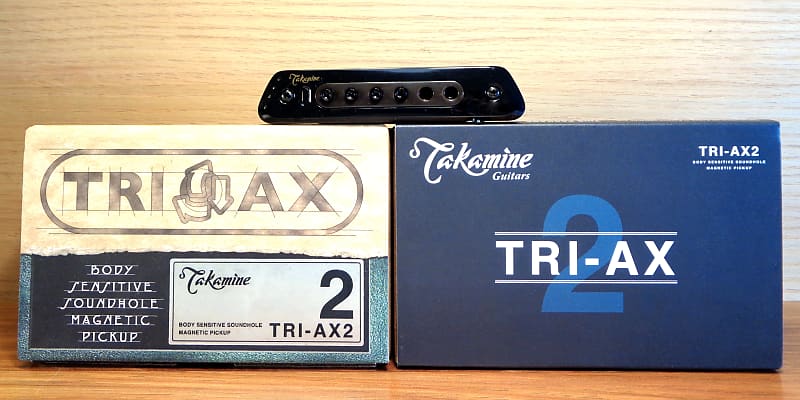 Takamine
TRI AX
BODY
SENSITIVE
SOUNDHOLE
MAGNETIC
PICKUP
Takamine
2
BODY SENSITIVE SOUNDHOLE
MAGNETIC PICKUP
TRI-AX2
Takamine
Guitars
TRI-AX2
BODY SENSITIVE SOUNDHOLE
MAGNETIC PICKUP
2
TRI-AX